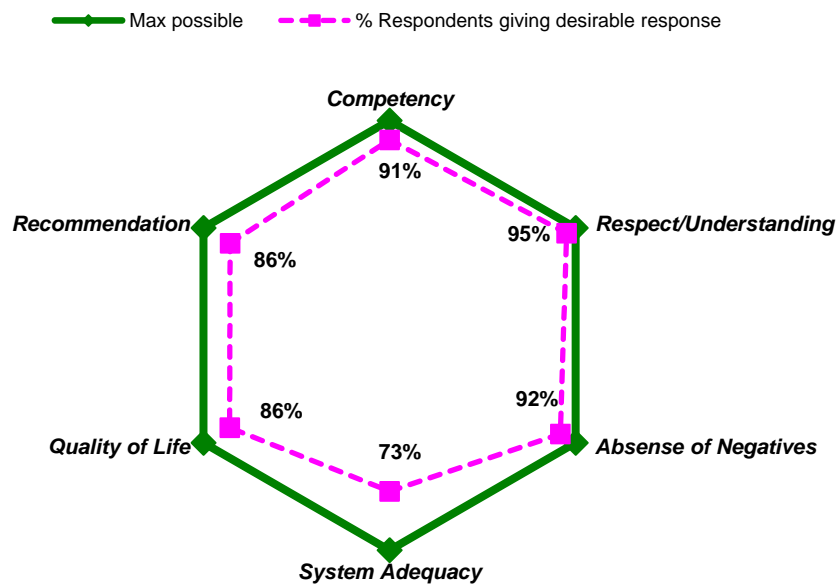 Max possible
% Respondents giving desirable response
Competency
91%
Recommendation
Respect/Understanding
95%
86%
92%
86%
73%
Quality of Life
Absense of Negatives
System Adequacy